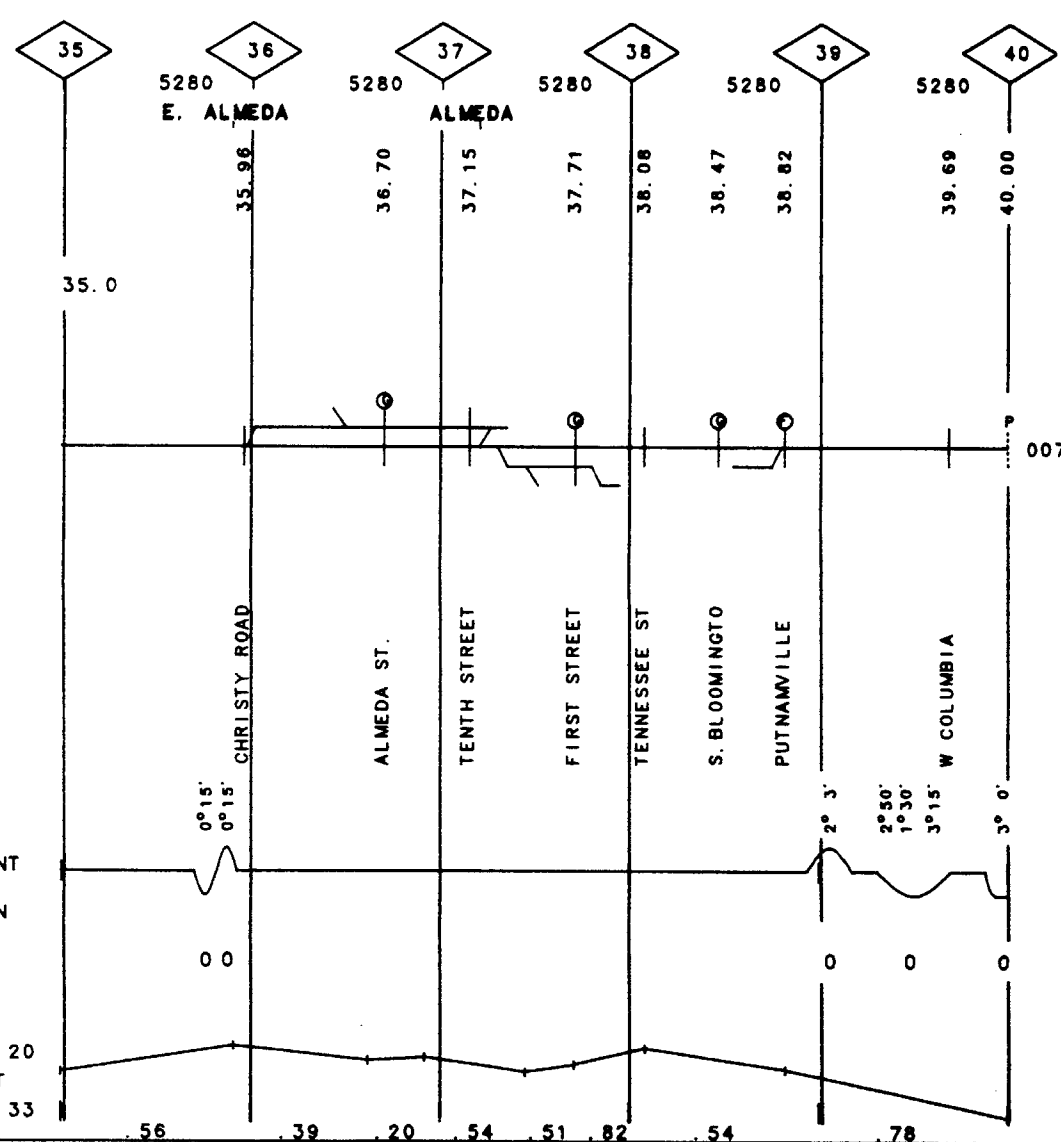 35 36 37 38 39 40
5280 5280 5280 5280 5280
E. ALMEDA ALMEDA
35.96 36.70 37.15 37.71 38.08 38.47 38.82 39.69 40.00
35.0
P
007
CHRISTY ROAD
ALMEDA ST.
TENTH STREET
FIRST STREET
TENNESSEE ST
S.BLOOMINGTO
PUTNAMVILLE
W COLUMBIA
0°15' 0°15' 2° 3' 2°50' 1°30' 3°15' 3° 0'
NT
N
0 0 0 0 0
20
T
33
.56 .39 .20 .54 .51 .82 .54 .78